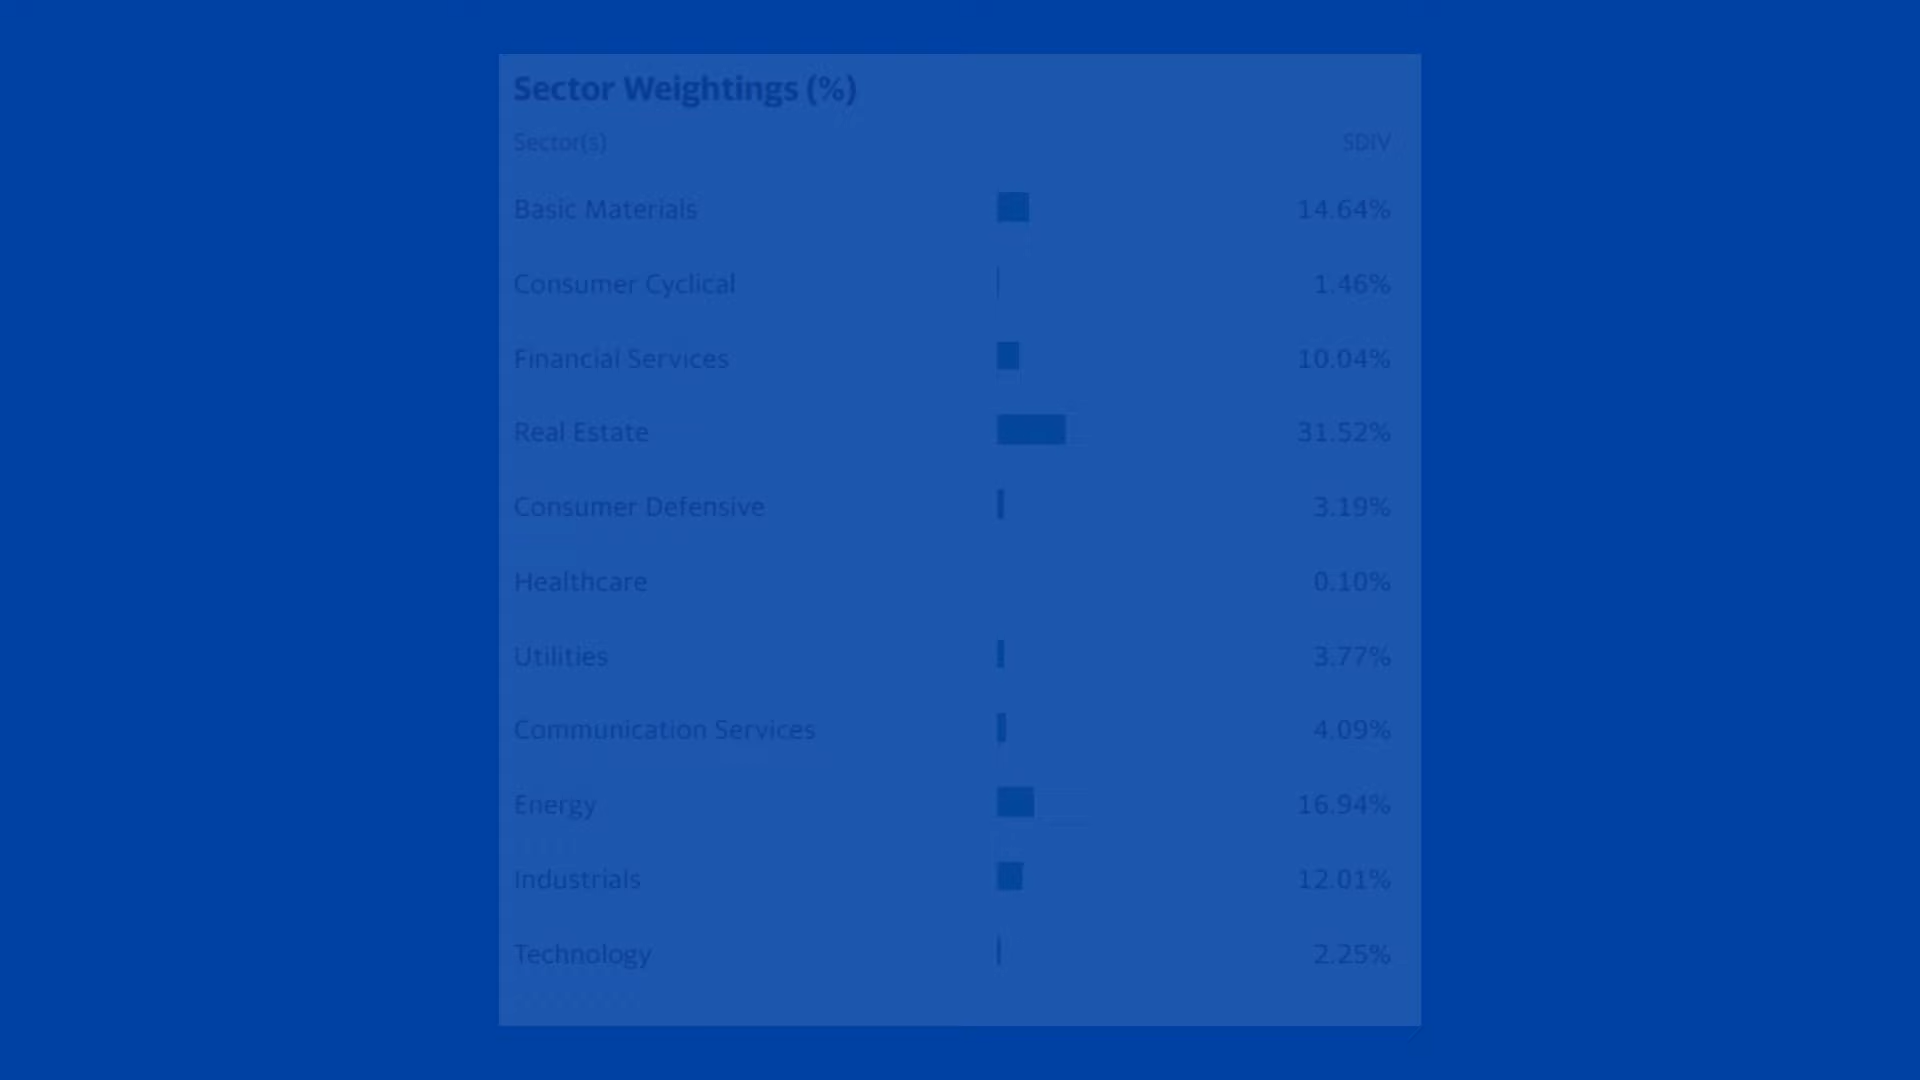 Sector Weightings (%)
Sector(s) SDIV
Basic Materials 14.64%
Consumer Cyclical 1.46%
Financial Services 10.04%
Real Estate 31.52%
Consumer Defensive 3.19%
Healthcare 0.10%
Utilities 3.77%
Communication Services 4.09%
Energy 16.94%
Industrials 12.01%
Technology 2.25%